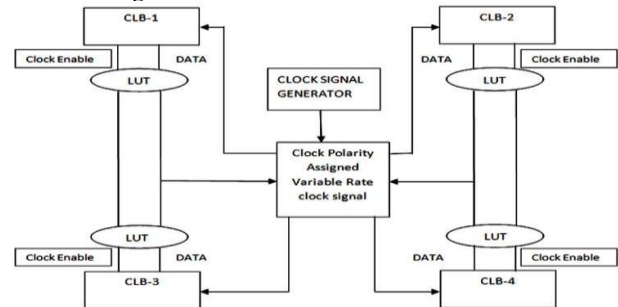 CLB-1
CLB-2
Clock Enable
DATA
DATA
Clock Enable
LUT
LUT
CLOCK SIGNAL
GENERATOR
Clock Polarity
Assigned
Variable Rate
clock signal
LUT
LUT
Clock Enable
DATA
DATA
Clock Enable
CLB-3
CLB-4